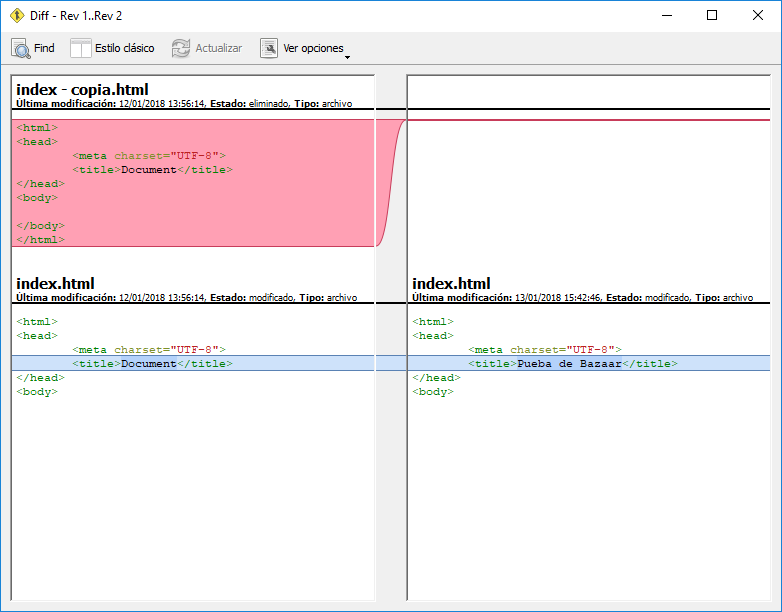 Diff - Rev 1..Rev 2
Find Estilo clásico Actualizar Ver opciones
index - copia.html
Última modificación: 12/01/2018 13:56:14, Estado: eliminado, Tipo: archivo
<html>
<head>
<meta charset="UTF-8">
<title>Document</title>
</head>
<body>
</body>
</html>
index.html
Última modificación: 12/01/2018 13:56:14, Estado: modificado, Tipo: archivo
<html>
<head>
<meta charset="UTF-8">
<title>Document</title>
</head>
<body>
index.html
Última modificación: 13/01/2018 15:42:46, Estado: modificado, Tipo: archivo
<html>
<head>
<meta charset="UTF-8">
<title>Pueba de Bazaar</title>
</head>
<body>